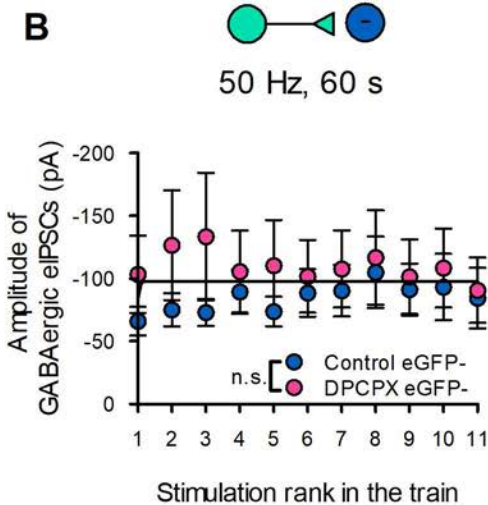 B
-
50 Hz, 60 s
Amplitude of
GABAergic eIPSCs (pA)
-200
-150
-100
-50
0
n.s.
Control eGFP-
DPCPX eGFP-
1 2 3 4 5 6 7 8 9 10 11
Stimulation rank in the train